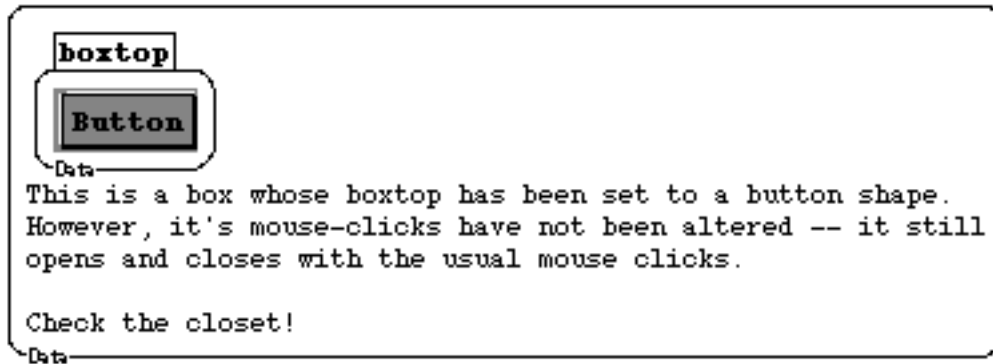 boxtop
Button
Data
This is a box whose boxtop has been set to a button shape.
However, it's mouse-clicks have not been altered -- it still
opens and closes with the usual mouse clicks.
Check the closet!
Data